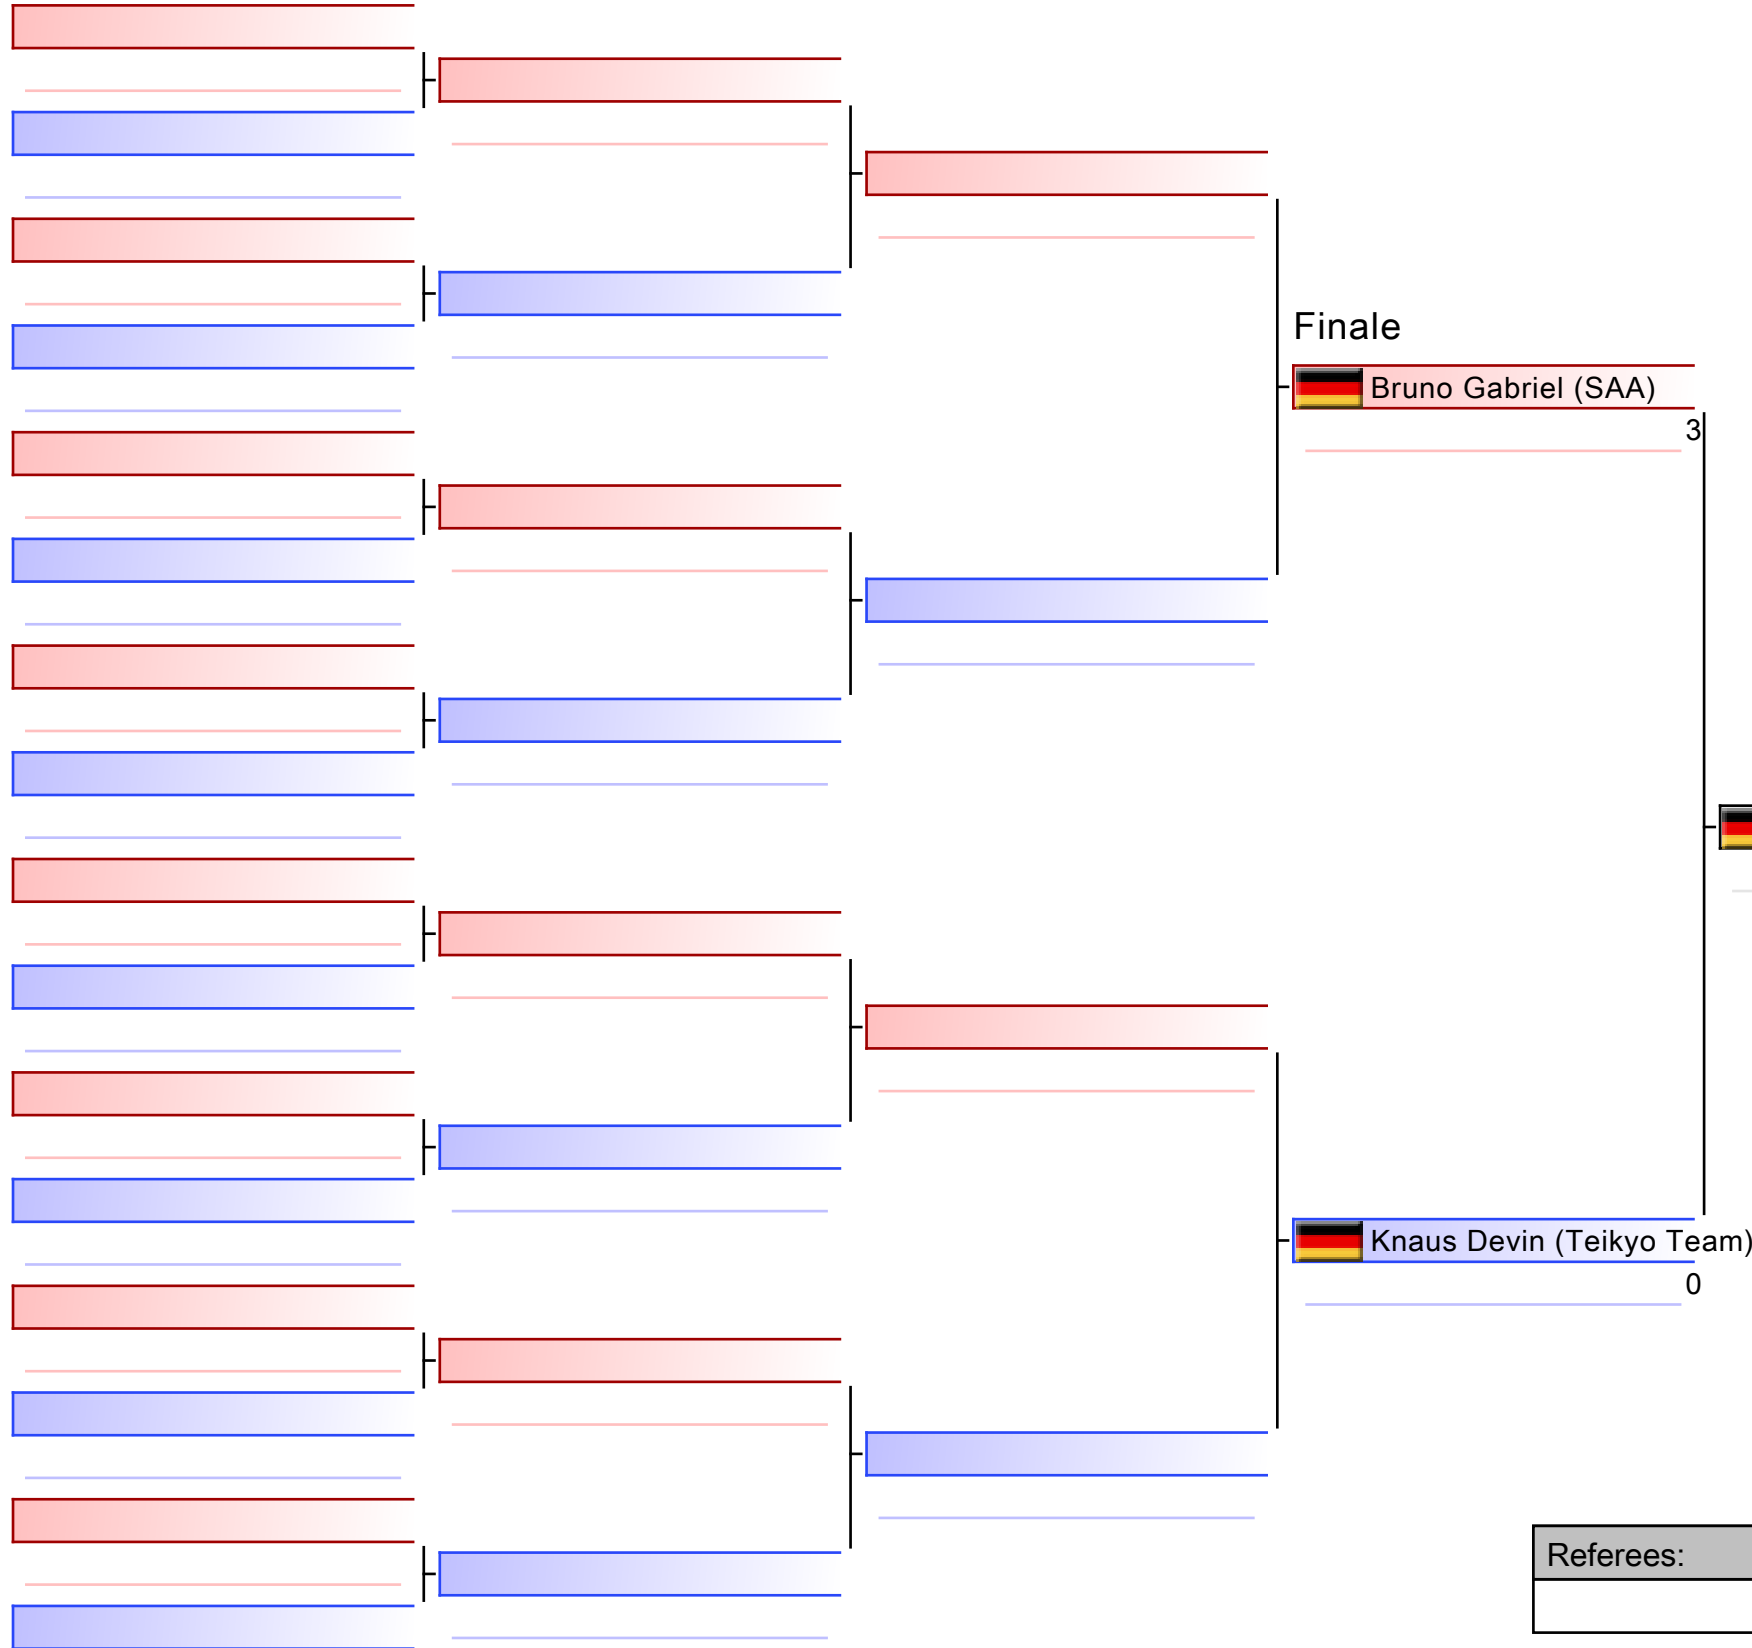 Finale
Bruno Gabriel (SAA)
3
Knaus Devin (Teikyo Team)
0
Referees: